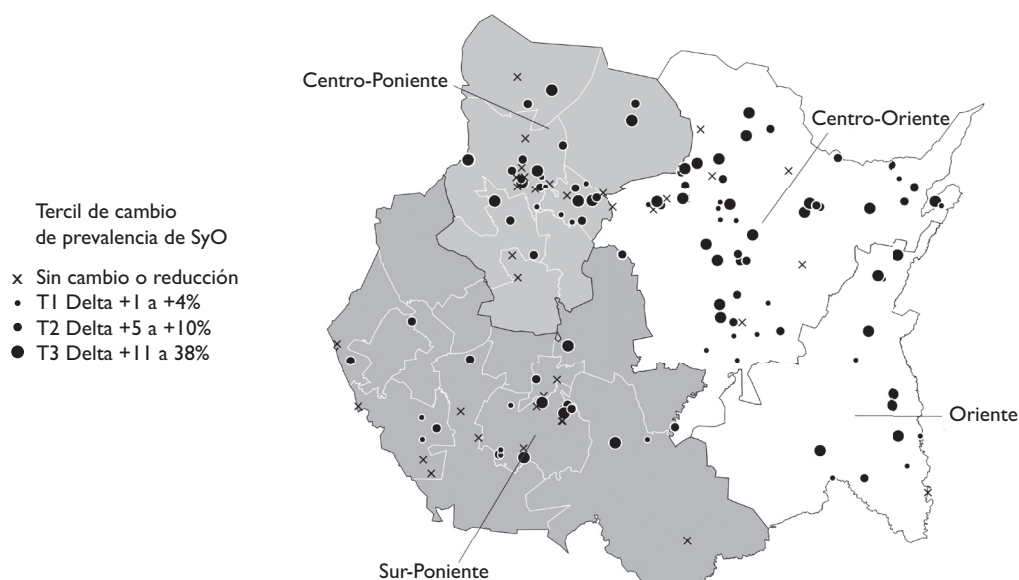 Centro-Poniente
Centro-Oriente
Tercil de cambio
de prevalencia de SyO
× Sin cambio o reducción
• T1 Delta +1 a +4%
• T2 Delta +5 a +10%
● T3 Delta +11 a 38%
Oriente
Sur-Poniente